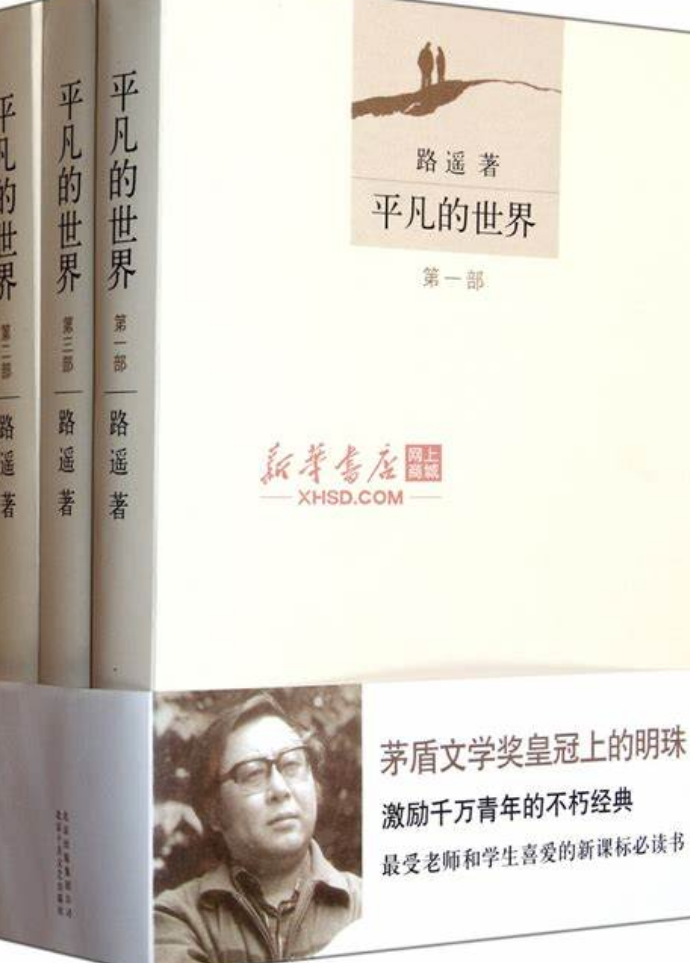 平凡的世界 第二部 路遥 著
平凡的世界 第三部 路遥 著
平凡的世界 第一部 路遥 著
路遥 著
平凡的世界
第一部
新华书店 网上商城
XHSD.COM
茅盾文学奖皇冠上的明珠
激励千万青年的不朽经典
最受老师和学生喜爱的新课标必读书